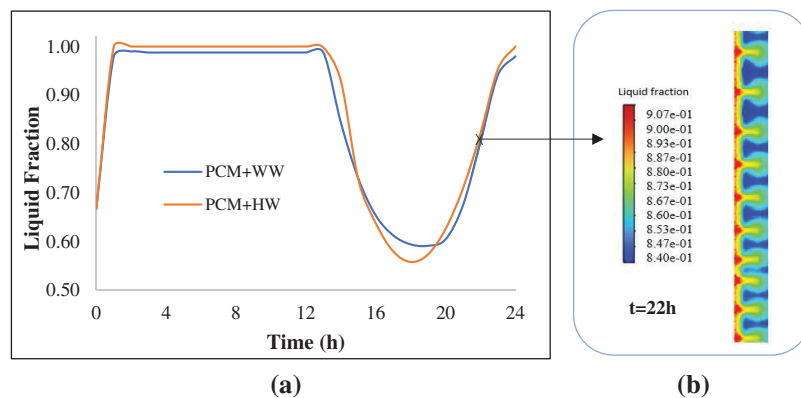 Liquid Fraction
1.00
0.90
0.80
0.70
0.60
0.50
PCM+WW
PCM+HW
0
4
8
12
16
20
24
Time (h)
(a)
Liquid fraction
9.07e-01
9.00e-01
8.93e-01
8.87e-01
8.80e-01
8.73e-01
8.67e-01
8.60e-01
8.53e-01
8.47e-01
8.40e-01
t=22h
(b)